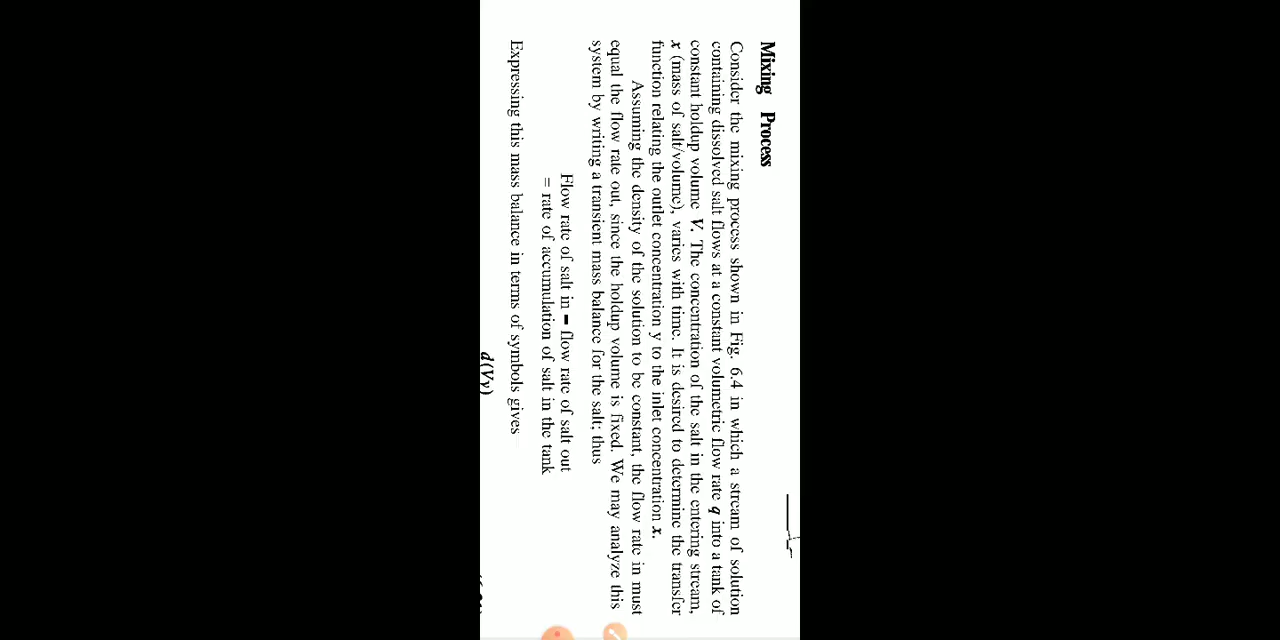 Mixing Process
Consider the mixing process shown in Fig. 6.4 in which a stream of solution
containing dissolved salt flows at a constant volumetric flow rate q into a tank of
constant holdup volume V. The concentration of the salt in the entering stream,
x (mass of salt/volume), varies with time. It is desired to determine the transfer
function relating the outlet concentration y to the inlet concentration x.
Assuming the density of the solution to be constant, the flow rate in must
equal the flow rate out, since the holdup volume is fixed. We may analyze this
system by writing a transient mass balance for the salt; thus
Flow rate of salt in – flow rate of salt out
= rate of accumulation of salt in the tank
Expressing this mass balance in terms of symbols gives
d(Vy)